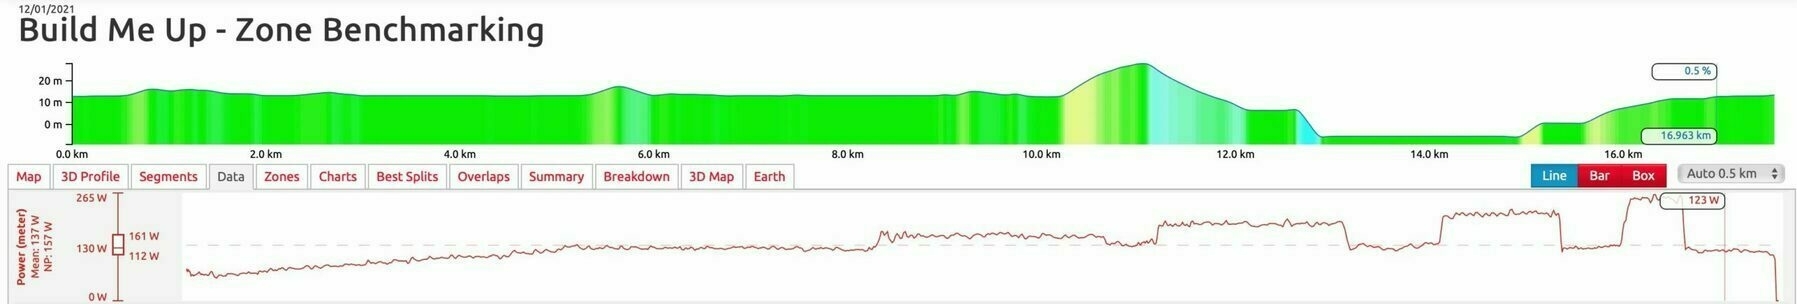 12/01/2021
Build Me Up - Zone Benchmarking
20 m
10 m
0 m
0.5 %
16.963 km
0.0 km 2.0 km 4.0 km 6.0 km 8.0 km 10.0 km 12.0 km 14.0 km 16.0 km
Map 3D Profile Segments Data Zones Charts Best Splits Overlaps Summary Breakdown 3D Map Earth Line Bar Box Auto 0.5 km
Power (meter)
Mean: 137 W
NP: 157 W
265 W
130 W
0 W
161 W
112 W
123 W